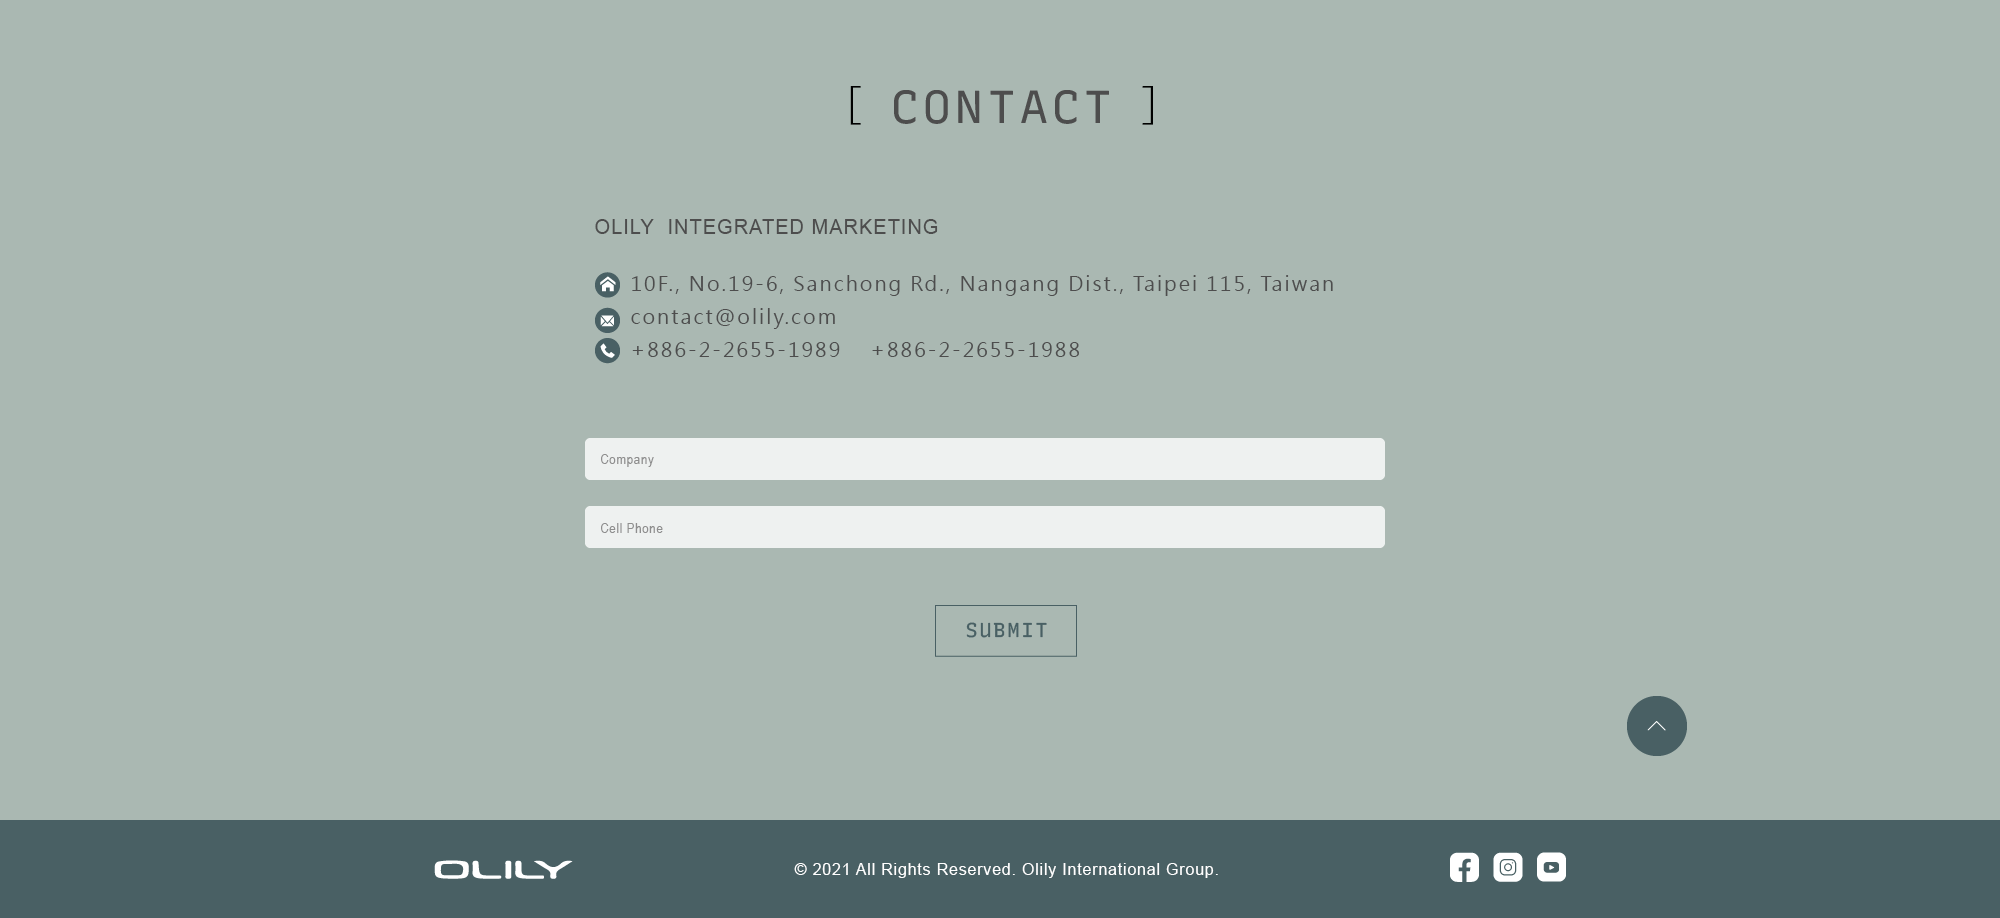 [ CONTACT ]
OLILY  INTEGRATED MARKETING
10F., No.19-6, Sanchong Rd., Nangang Dist., Taipei 115, Taiwan
contact@olily.com
+886-2-2655-1989    +886-2-2655-1988
Company
Cell Phone
SUBMIT
OLILY
© 2021 All Rights Reserved. Olily International Group.